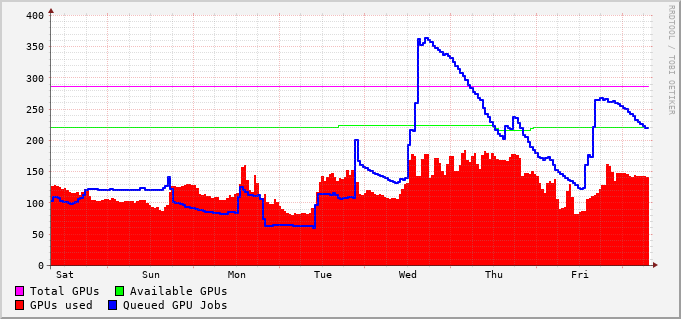 400
350
300
250
200
150
100
50
0
Sat Sun Mon Tue Wed Thu Fri
Total GPUs Available GPUs
GPUs used Queued GPU Jobs
RRDTOOL / TOBI OETIKER